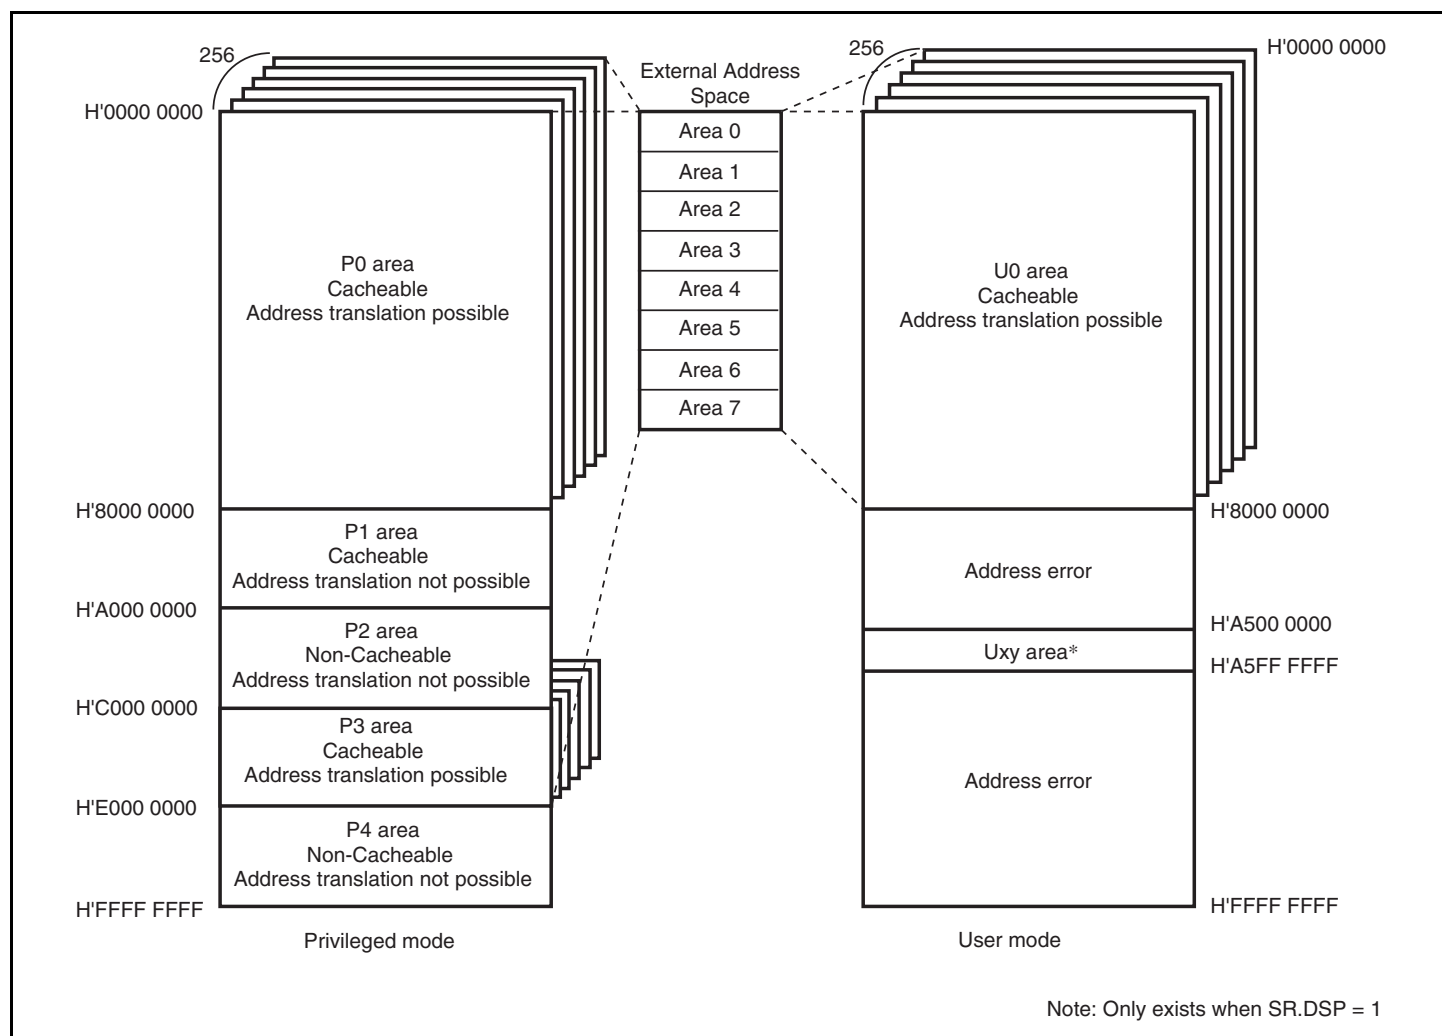 256
H'0000 0000
P0 area
Cacheable
Address translation possible
H'8000 0000
P1 area
Cacheable
Address translation not possible
H'A000 0000
P2 area
Non-Cacheable
Address translation not possible
H'C000 0000
P3 area
Cacheable
Address translation possible
H'E000 0000
P4 area
Non-Cacheable
Address translation not possible
H'FFFF FFFF
Privileged mode
External Address
Space
Area 0
Area 1
Area 2
Area 3
Area 4
Area 5
Area 6
Area 7
256
H'0000 0000
U0 area
Cacheable
Address translation possible
H'8000 0000
Address error
H'A500 0000
Uxy area*
H'A5FF FFFF
Address error
H'FFFF FFFF
User mode
Note: Only exists when SR.DSP = 1